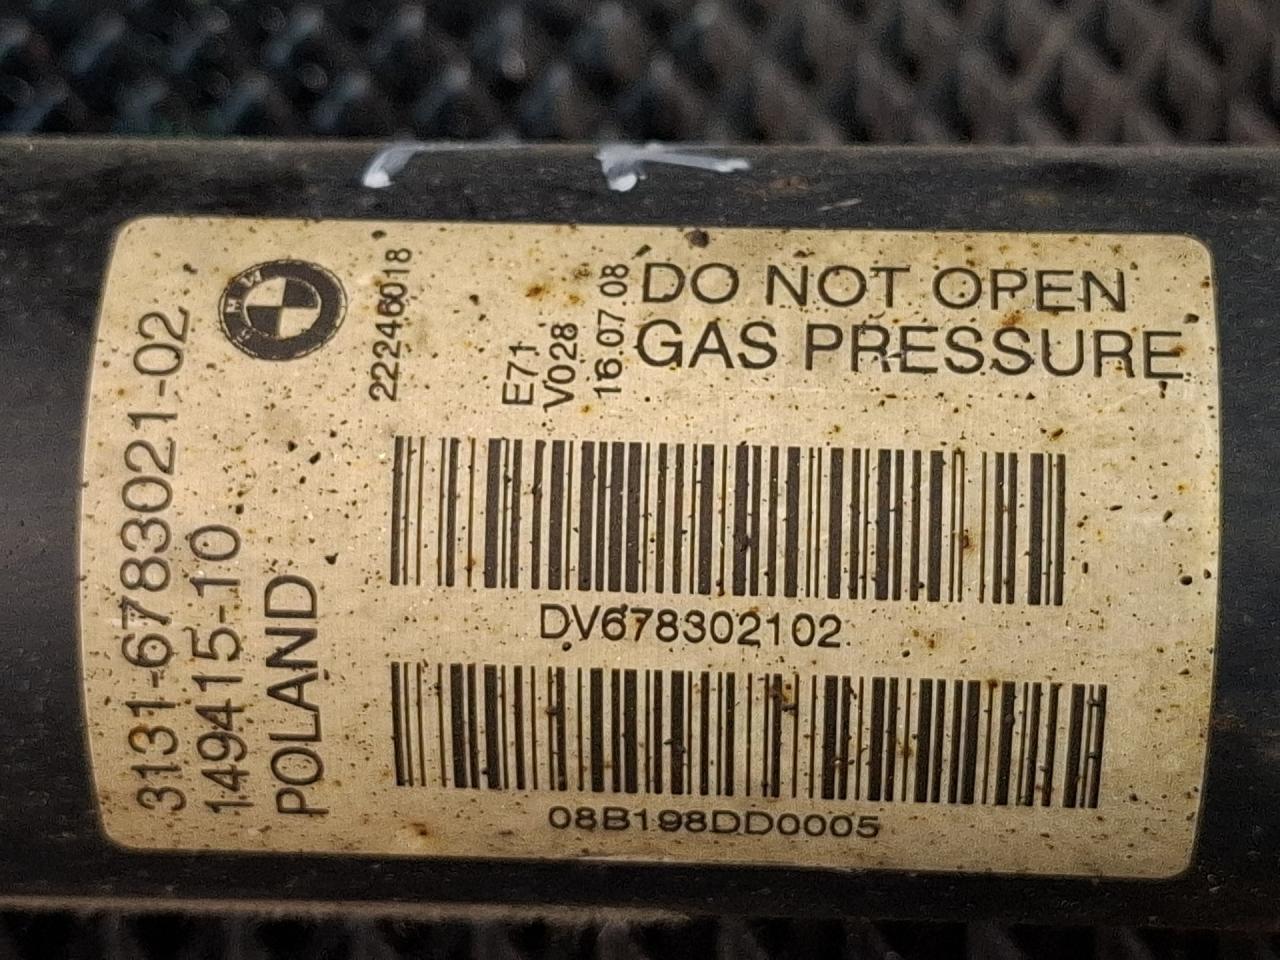 3131-6783021-02
149415-10
POLAND
BMW
22246018
E71
V028
16.07.08
DO NOT OPEN
GAS PRESSURE
DV678302102
08B198DD0005